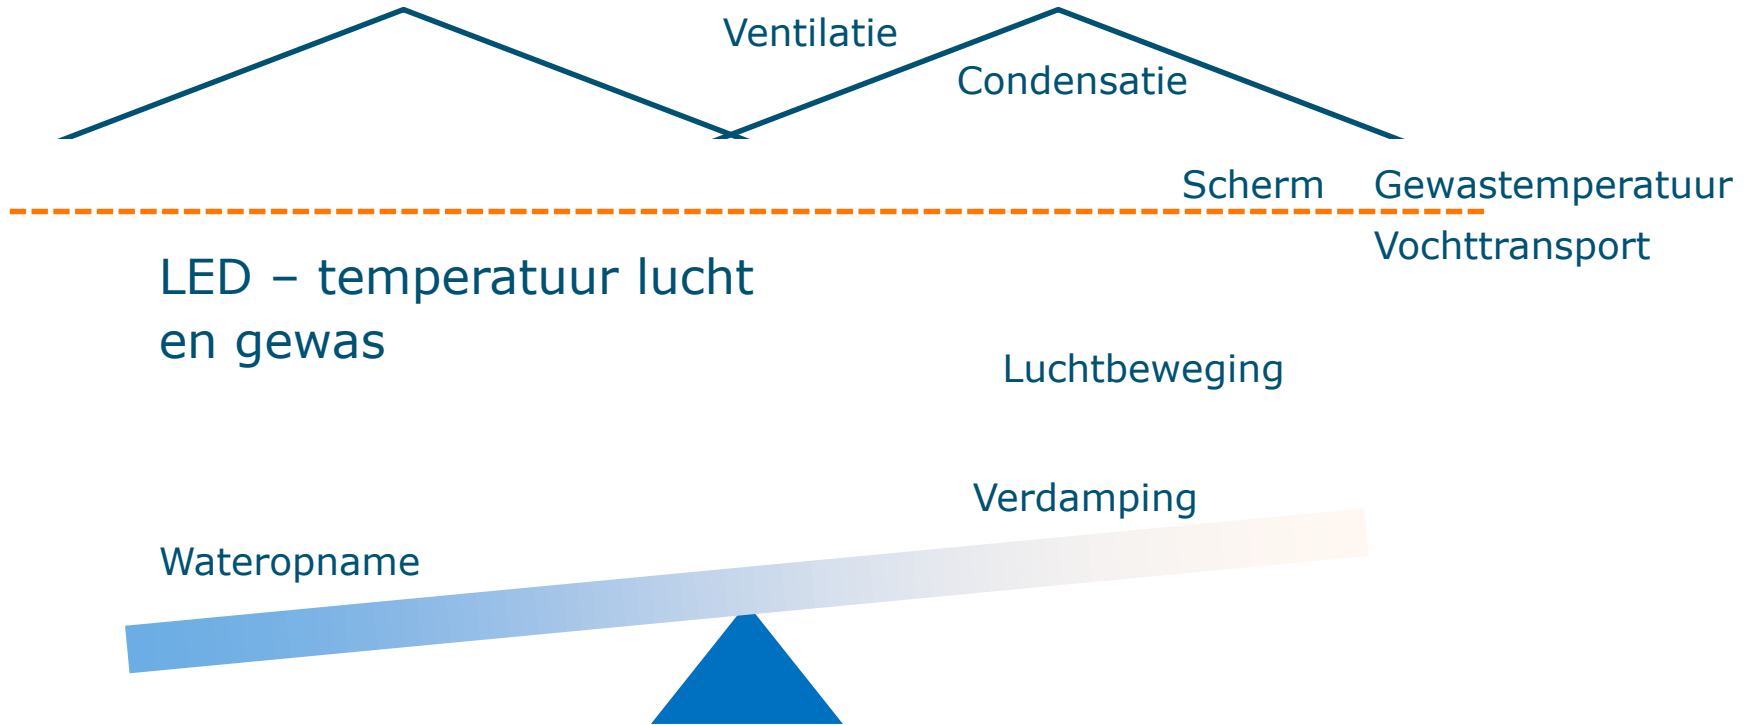 Ventilatie
Condensatie
Scherm
Gewastemperatuur
Vochttransport
LED – temperatuur lucht
en gewas
Luchtbeweging
Verdamping
Wateropname